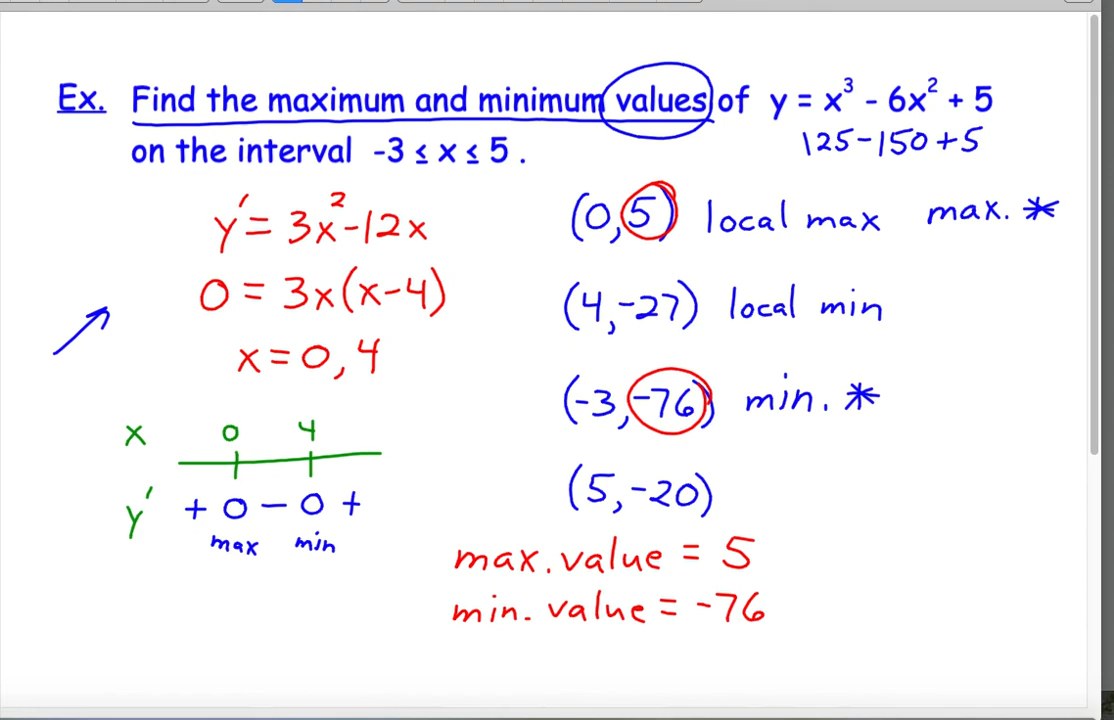 Ex. Find the maximum and minimum values of y = x³ - 6x² + 5
125-150+5
on the interval -3 ≤ x ≤ 5 .
y' = 3x²-12x
0 = 3x(x-4)
x = 0, 4
x 0 4
y' + 0 - 0 +
max min
(0,5) local max max. *
(4,-27) local min
(-3,-76) min. *
(5,-20)
max. value = 5
min. value = -76